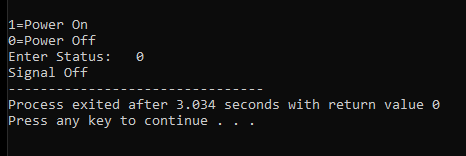 1=Power On
0=Power Off
Enter Status:   0
Signal Off
--------------------------------
Process exited after 3.034 seconds with return value 0
Press any key to continue . . .